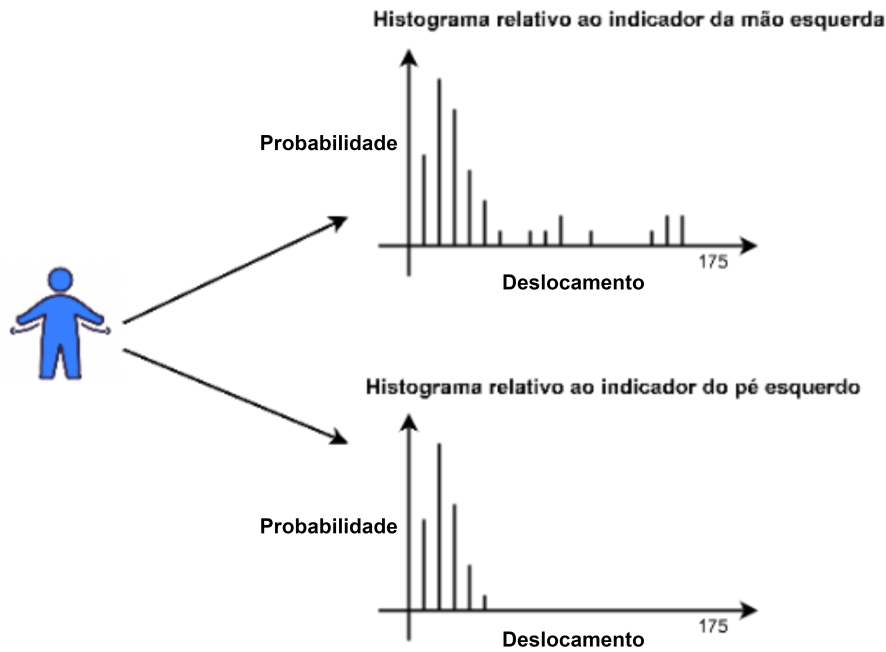 Histograma relativo ao indicador da mão esquerda
Probabilidade
175
Deslocamento
Histograma relativo ao indicador do pé esquerdo
Probabilidade
175
Deslocamento